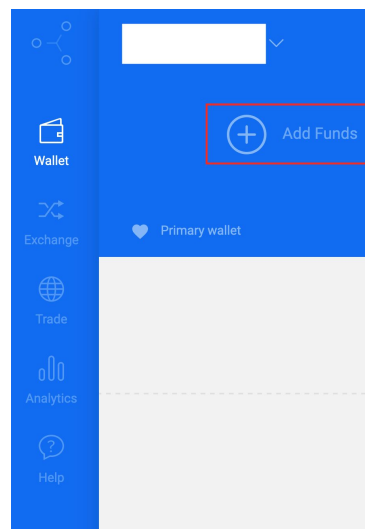 Wallet
Exchange
Trade
Analytics
Help
Add Funds
Primary wallet